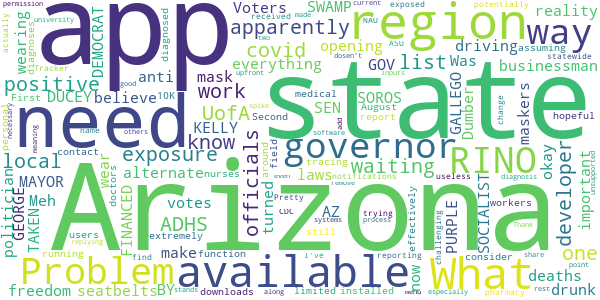 app
state
Arizona
need
region
governor
available
What
Problem
RINO
way
apparently
covid
everything
opening
Voters
SWAMP
reality
driving
assuming
list
Was
businessman
GOV
DEMOCRAT
wearing
positive
anti
mask
diagnosed
diagnoses
believe
10K
DUCEY
First
work
UofA
know
KELLY
SEN
SOROS
August
report
GALLEGO
Dumber
maskers
hopeful
change
okay
developer
important
one
deaths
drunk
rest
PURPLE
SOCIALIST
workers
challenging
consider
share
point
how
effectively
AZ
waiting
tracing
notifications
laws
still
trying
process
CDC
pretty
systems
reporting
limited
installed
especially
pharmacy
field
around
turned
officials
votes
alternate
nurses
doctors
ADHS
extremely
make
function
find
I've
BY
stands
downloads
along
exposure
local
contact
MAYOR
name
others
meaning
necessary
personal
Tracker
university
permission
actually
received
made
current
NAU
ASU
exposed
potentially
statewide
upfront
dosen't
inputs
good
spike
Second
medical
software
add
even
remove
useless
diagnosis
unsupported
Thank
politician
GEORGE
TAKEN
Meh
users
replying
running
FINANCED
wear
freedom
seatbelts